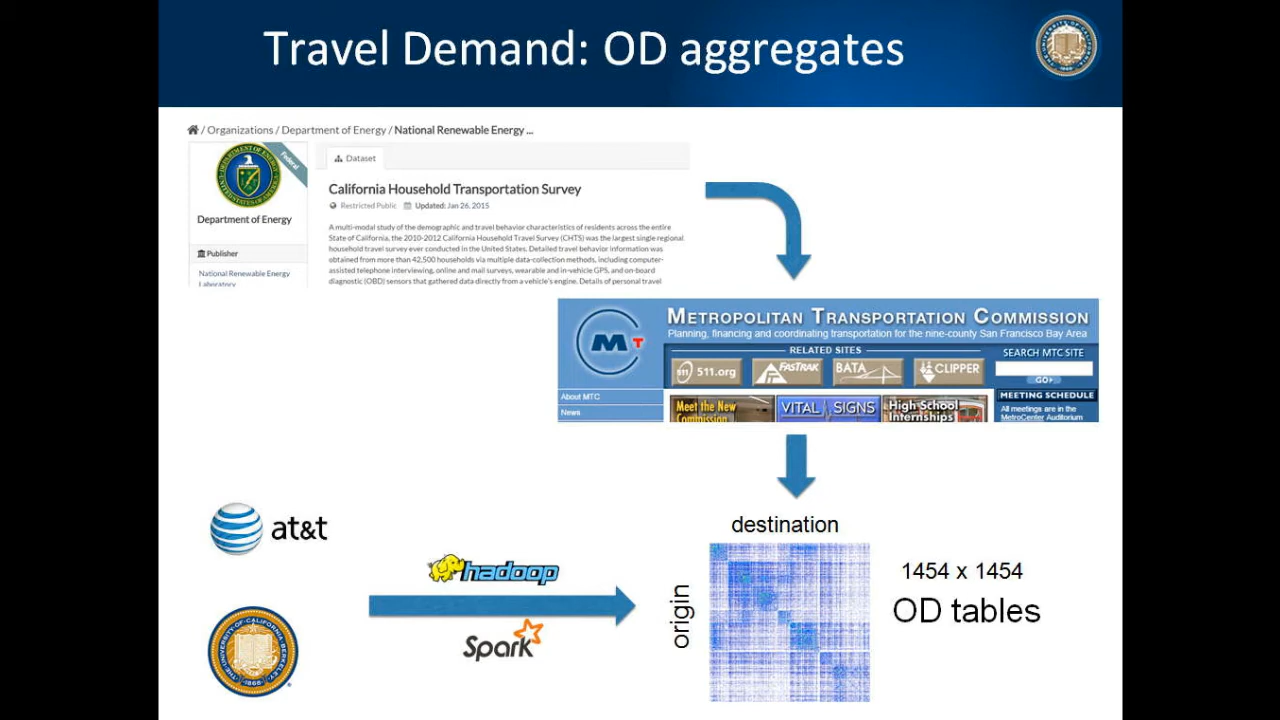 Travel Demand: OD aggregates
/ Organizations / Department of Energy / National Renewable Energy ...
Federal
Dataset
California Household Transportation Survey
Restricted Public Updated: Jan 26, 2015
Department of Energy
A multi-modal study of the demographic and travel behavior characteristics of residents across the entire
State of California, the 2010-2012 California Household Travel Survey (CHTS) was the largest single regional
household travel survey ever conducted in the United States. Detailed travel behavior information was
obtained from more than 42,500 households via multiple data-collection methods, including computer-
assisted telephone interviewing, online and mail surveys, wearable and in-vehicle GPS, and on-board
diagnostic (OBD) sensors that gathered data directly from a vehicle's engine. Details of personal travel
Publisher
National Renewable Energy
Laboratory
METROPOLITAN TRANSPORTATION COMMISSION
Planning, financing and coordinating transportation for the nine-county San Francisco Bay Area
RELATED SITES
SEARCH MTC SITE
511 511.org
FASTRAK
BATA
CLIPPER
GO
M T
About MTC
News
Meet the New
Commission
VITAL SIGNS
High School
Internships
MEETING SCHEDULE
All meetings are in the
MetroCenter Auditorium
at&t
hadoop
Spark
destination
origin
1454 x 1454
OD tables